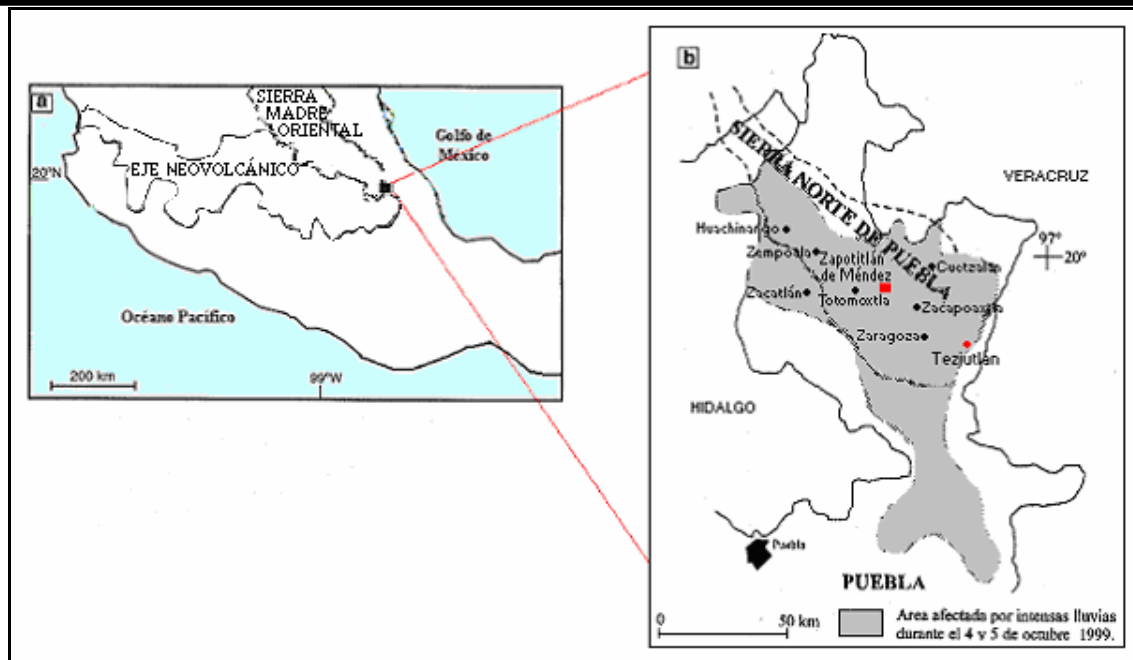 a
SIERRA
MADRE
ORIENTAL
Golfo de
México
EJE NEOVOLCÁNICO
20°N
Océano Pacífico
200 km
99°W
b
SIERRA NORTE DE PUEBLA
VERACRUZ
97°
20°
Huachinango
Zempoala
Zapotitlán
de Méndez
Cuetzalán
Zacatlán
Totomoxtla
Zacapoaxtla
Zaragoza
Tezjutlán
HIDALGO
Puebla
PUEBLA
0
50 km
Area afectada por intensas lluvias
durante el 4 y 5 de octubre 1999.